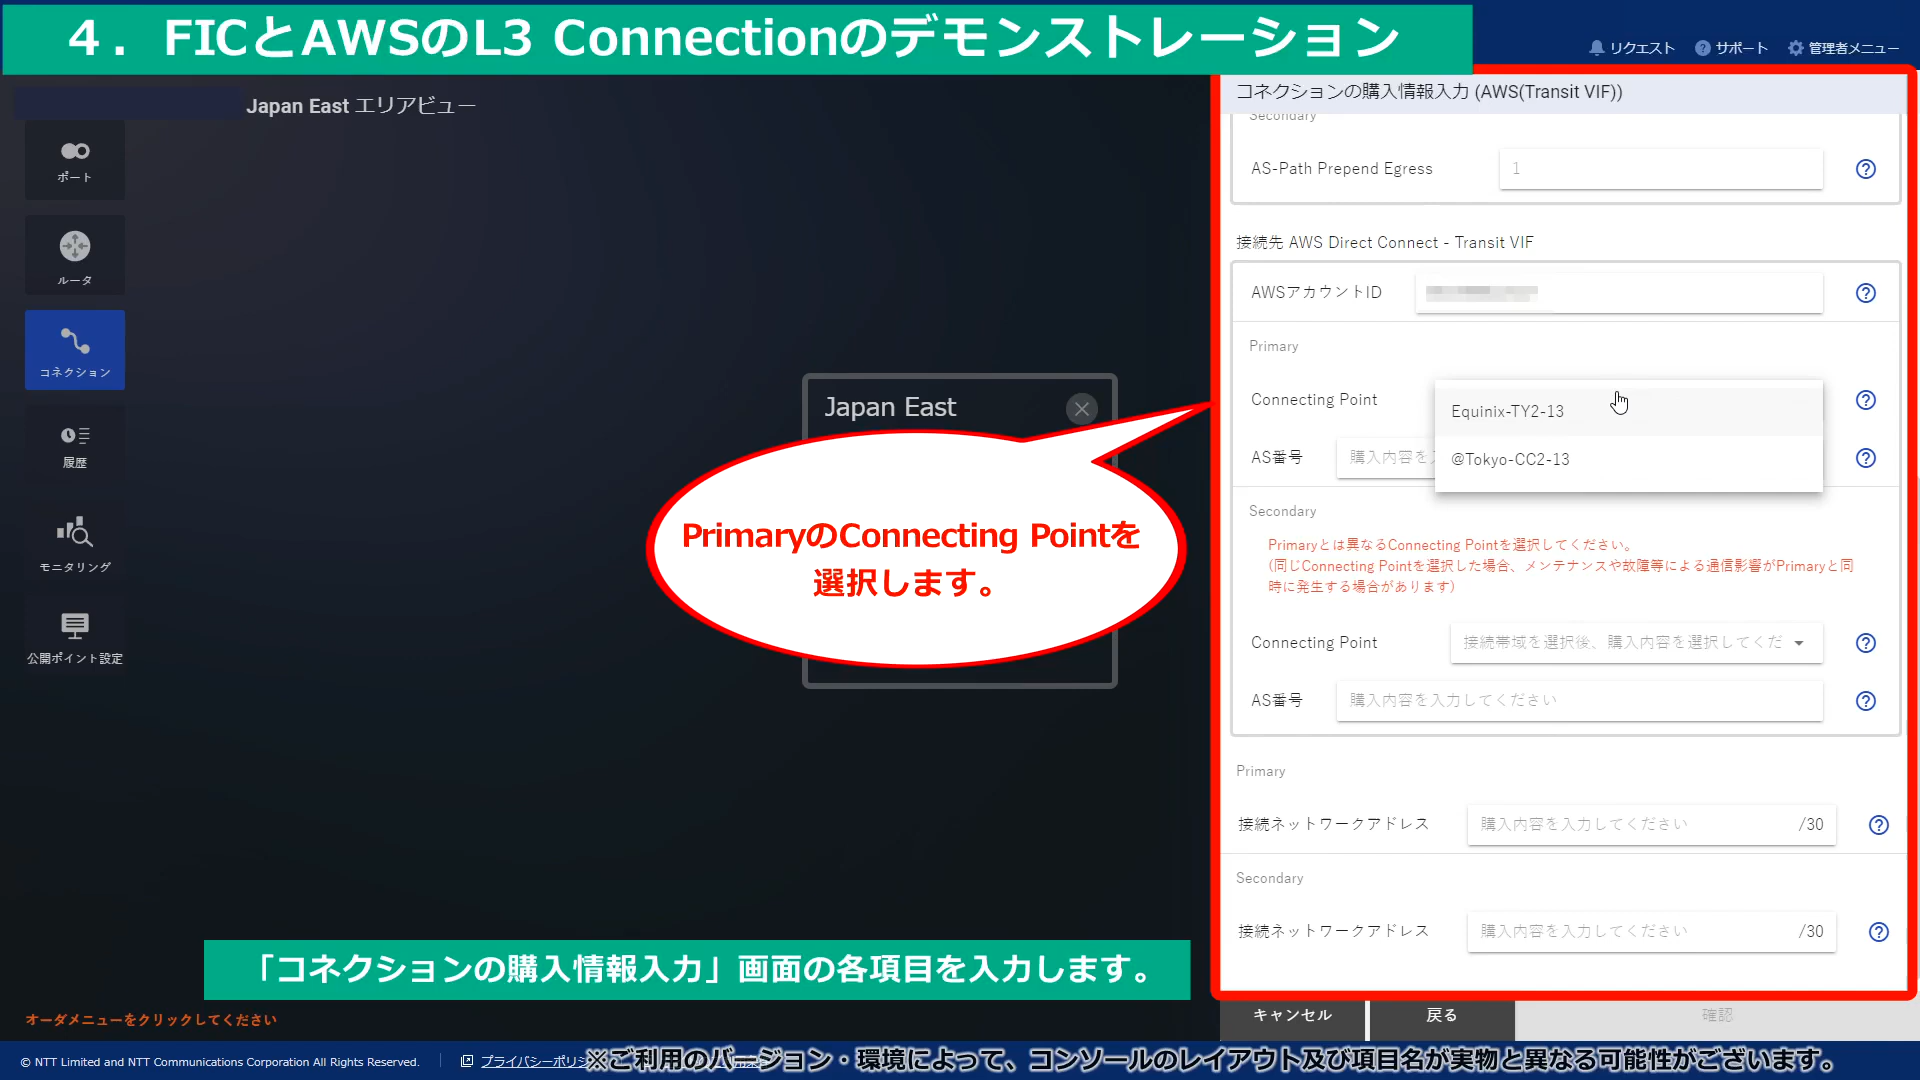 ４．FICとAWSのL3 Connectionのデモンストレーション
リクエスト
サポート
管理者メニュー
Japan East エリアビュー
ポート
ルータ
コネクション
履歴
モニタリング
公開ポイント設定
Japan East
PrimaryのConnecting Pointを
選択します。
コネクションの購入情報入力 (AWS(Transit VIF))
Secondary
AS-Path Prepend Egress
1
接続先 AWS Direct Connect - Transit VIF
AWSアカウントID
Primary
Connecting Point
Equinix-TY2-13
@Tokyo-CC2-13
AS番号
購入内容を
Secondary
Primaryとは異なるConnecting Pointを選択してください。
(同じConnecting Pointを選択した場合、メンテナンスや故障等による通信影響がPrimaryと同
時に発生する場合があります)
Connecting Point
接続帯域を選択後、購入内容を選択してくだ
AS番号
購入内容を入力してください
Primary
接続ネットワークアドレス
購入内容を入力してください
/30
Secondary
接続ネットワークアドレス
購入内容を入力してください
/30
「コネクションの購入情報入力」画面の各項目を入力します。
オーダメニューをクリックしてください
キャンセル
戻る
確認
© NTT Limited and NTT Communications Corporation All Rights Reserved.
プライバシーポリシ
※ご利用のバージョン・環境によって、コンソールのレイアウト及び項目名が実物と異なる可能性がございます。